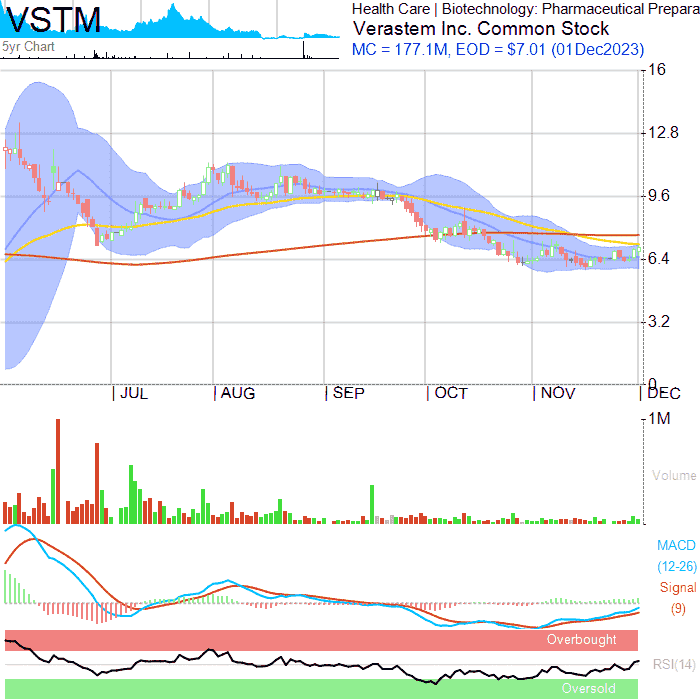 VSTM
5yr Chart
Health Care | Biotechnology: Pharmaceutical Prepara
Verastem Inc. Common Stock
MC = 177.1M, EOD = $7.01 (01Dec2023)
16
12.8
9.6
6.4
3.2
0
JUL
AUG
SEP
OCT
NOV
DEC
1M
Volume
MACD
(12-26)
Signal
(9)
Overbought
RSI(14)
Oversold